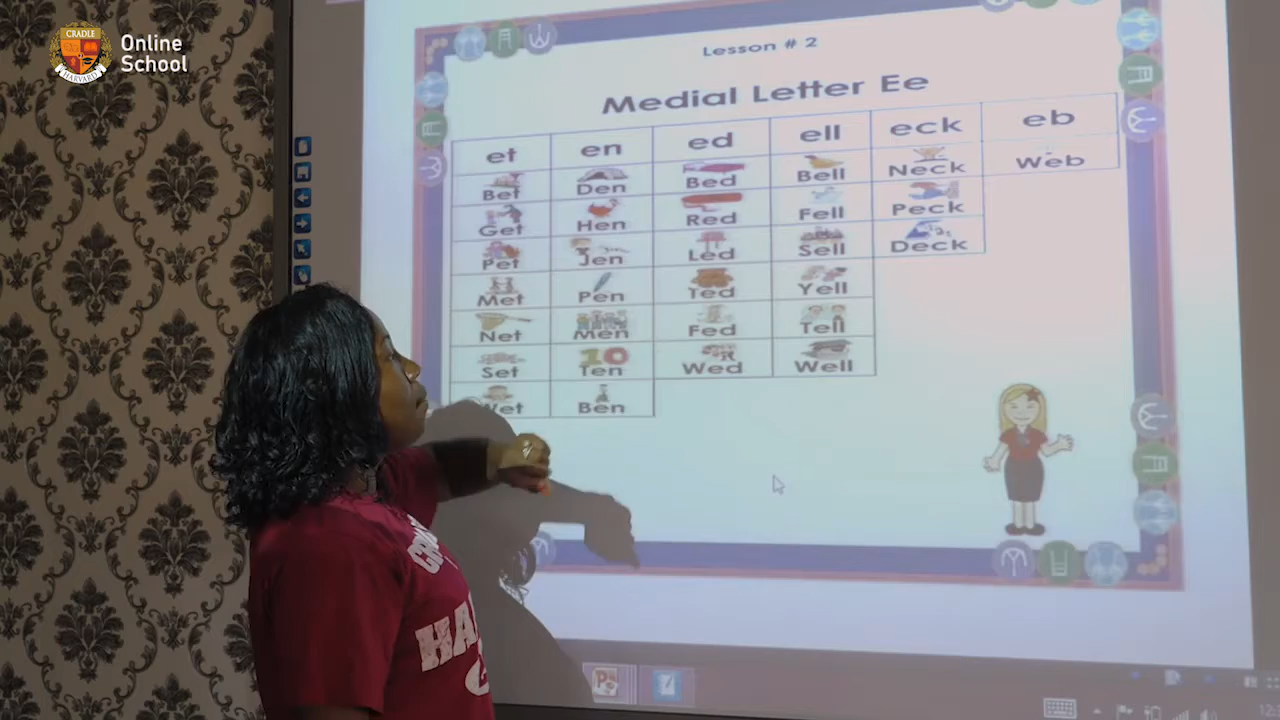 CRADLE
HARVARD
Online
School
Lesson # 2
Medial Letter Ee
et en ed ell eck eb
Bet Den Bed Bell Neck Web
Get Hen Red Fell Peck
Pet Jen Led Sell Deck
Met Pen Ted Yell
Net Men Fed Tell
Set 10 Ten Wed Well
Wet Ben